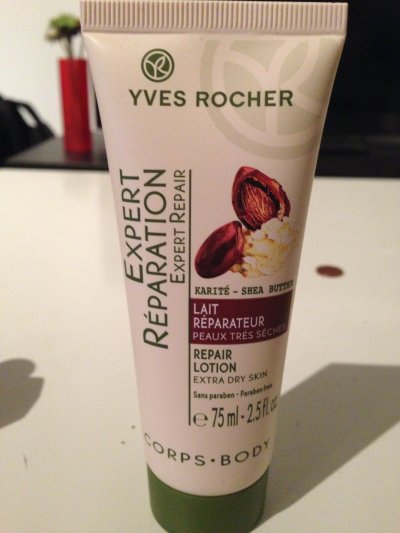 YVES ROCHER
EXPERT
RÉPARATION
EXPERT REPAIR
KARITÉ - SHEA BUTTER
LAIT
RÉPARATEUR
PEAUX TRÈS SÈCHES
REPAIR
LOTION
EXTRA DRY SKIN
Sans paraben • Paraben free
e 75 ml - 2.5 fl. oz
CORPS • BODY